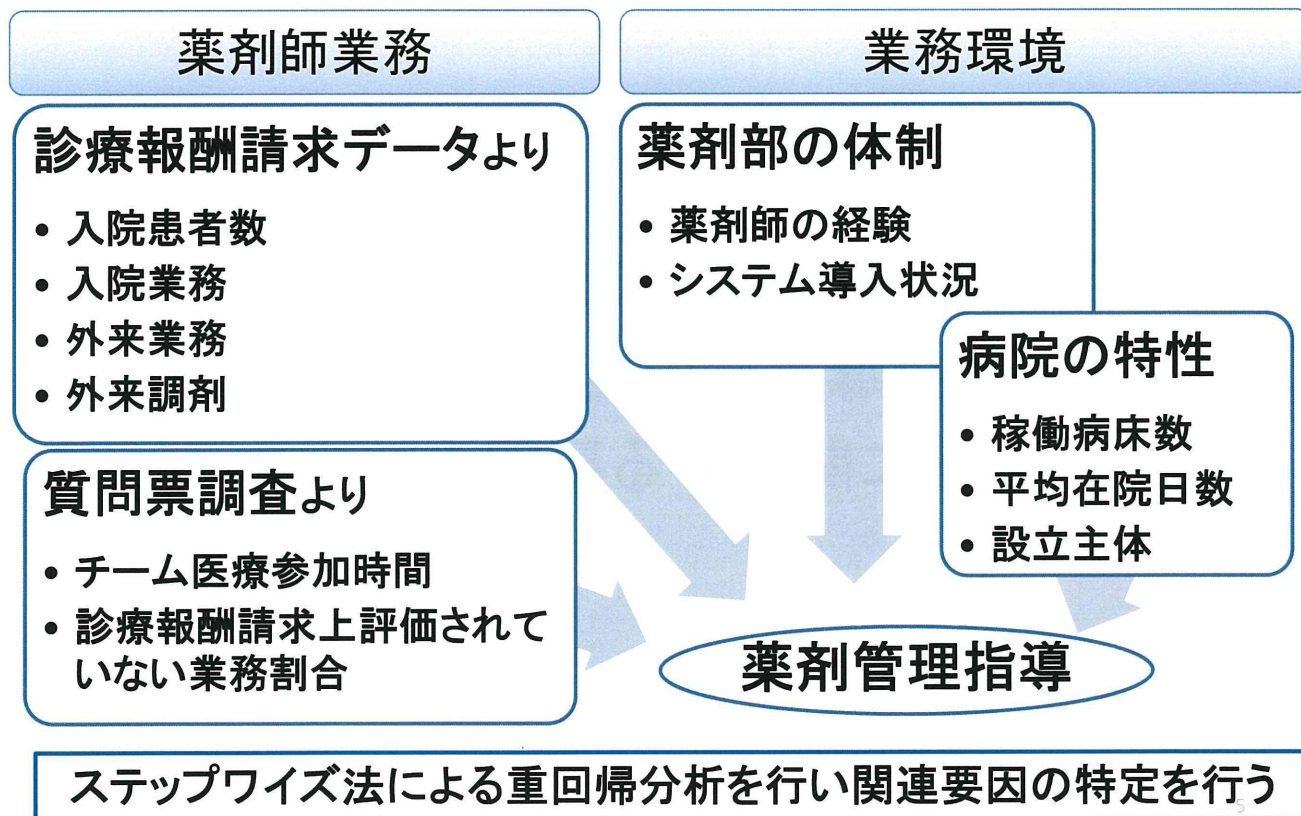 薬剤師業務
診療報酬請求データより
• 入院患者数
• 入院業務
• 外来業務
• 外来調剤
質問票調査より
• チーム医療参加時間
• 診療報酬請求上評価されて
いない業務割合
業務環境
薬剤部の体制
• 薬剤師の経験
• システム導入状況
病院の特性
• 稼働病床数
• 平均在院日数
• 設立主体
薬剤管理指導
ステップワイズ法による重回帰分析を行い関連要因の特定を行う
5